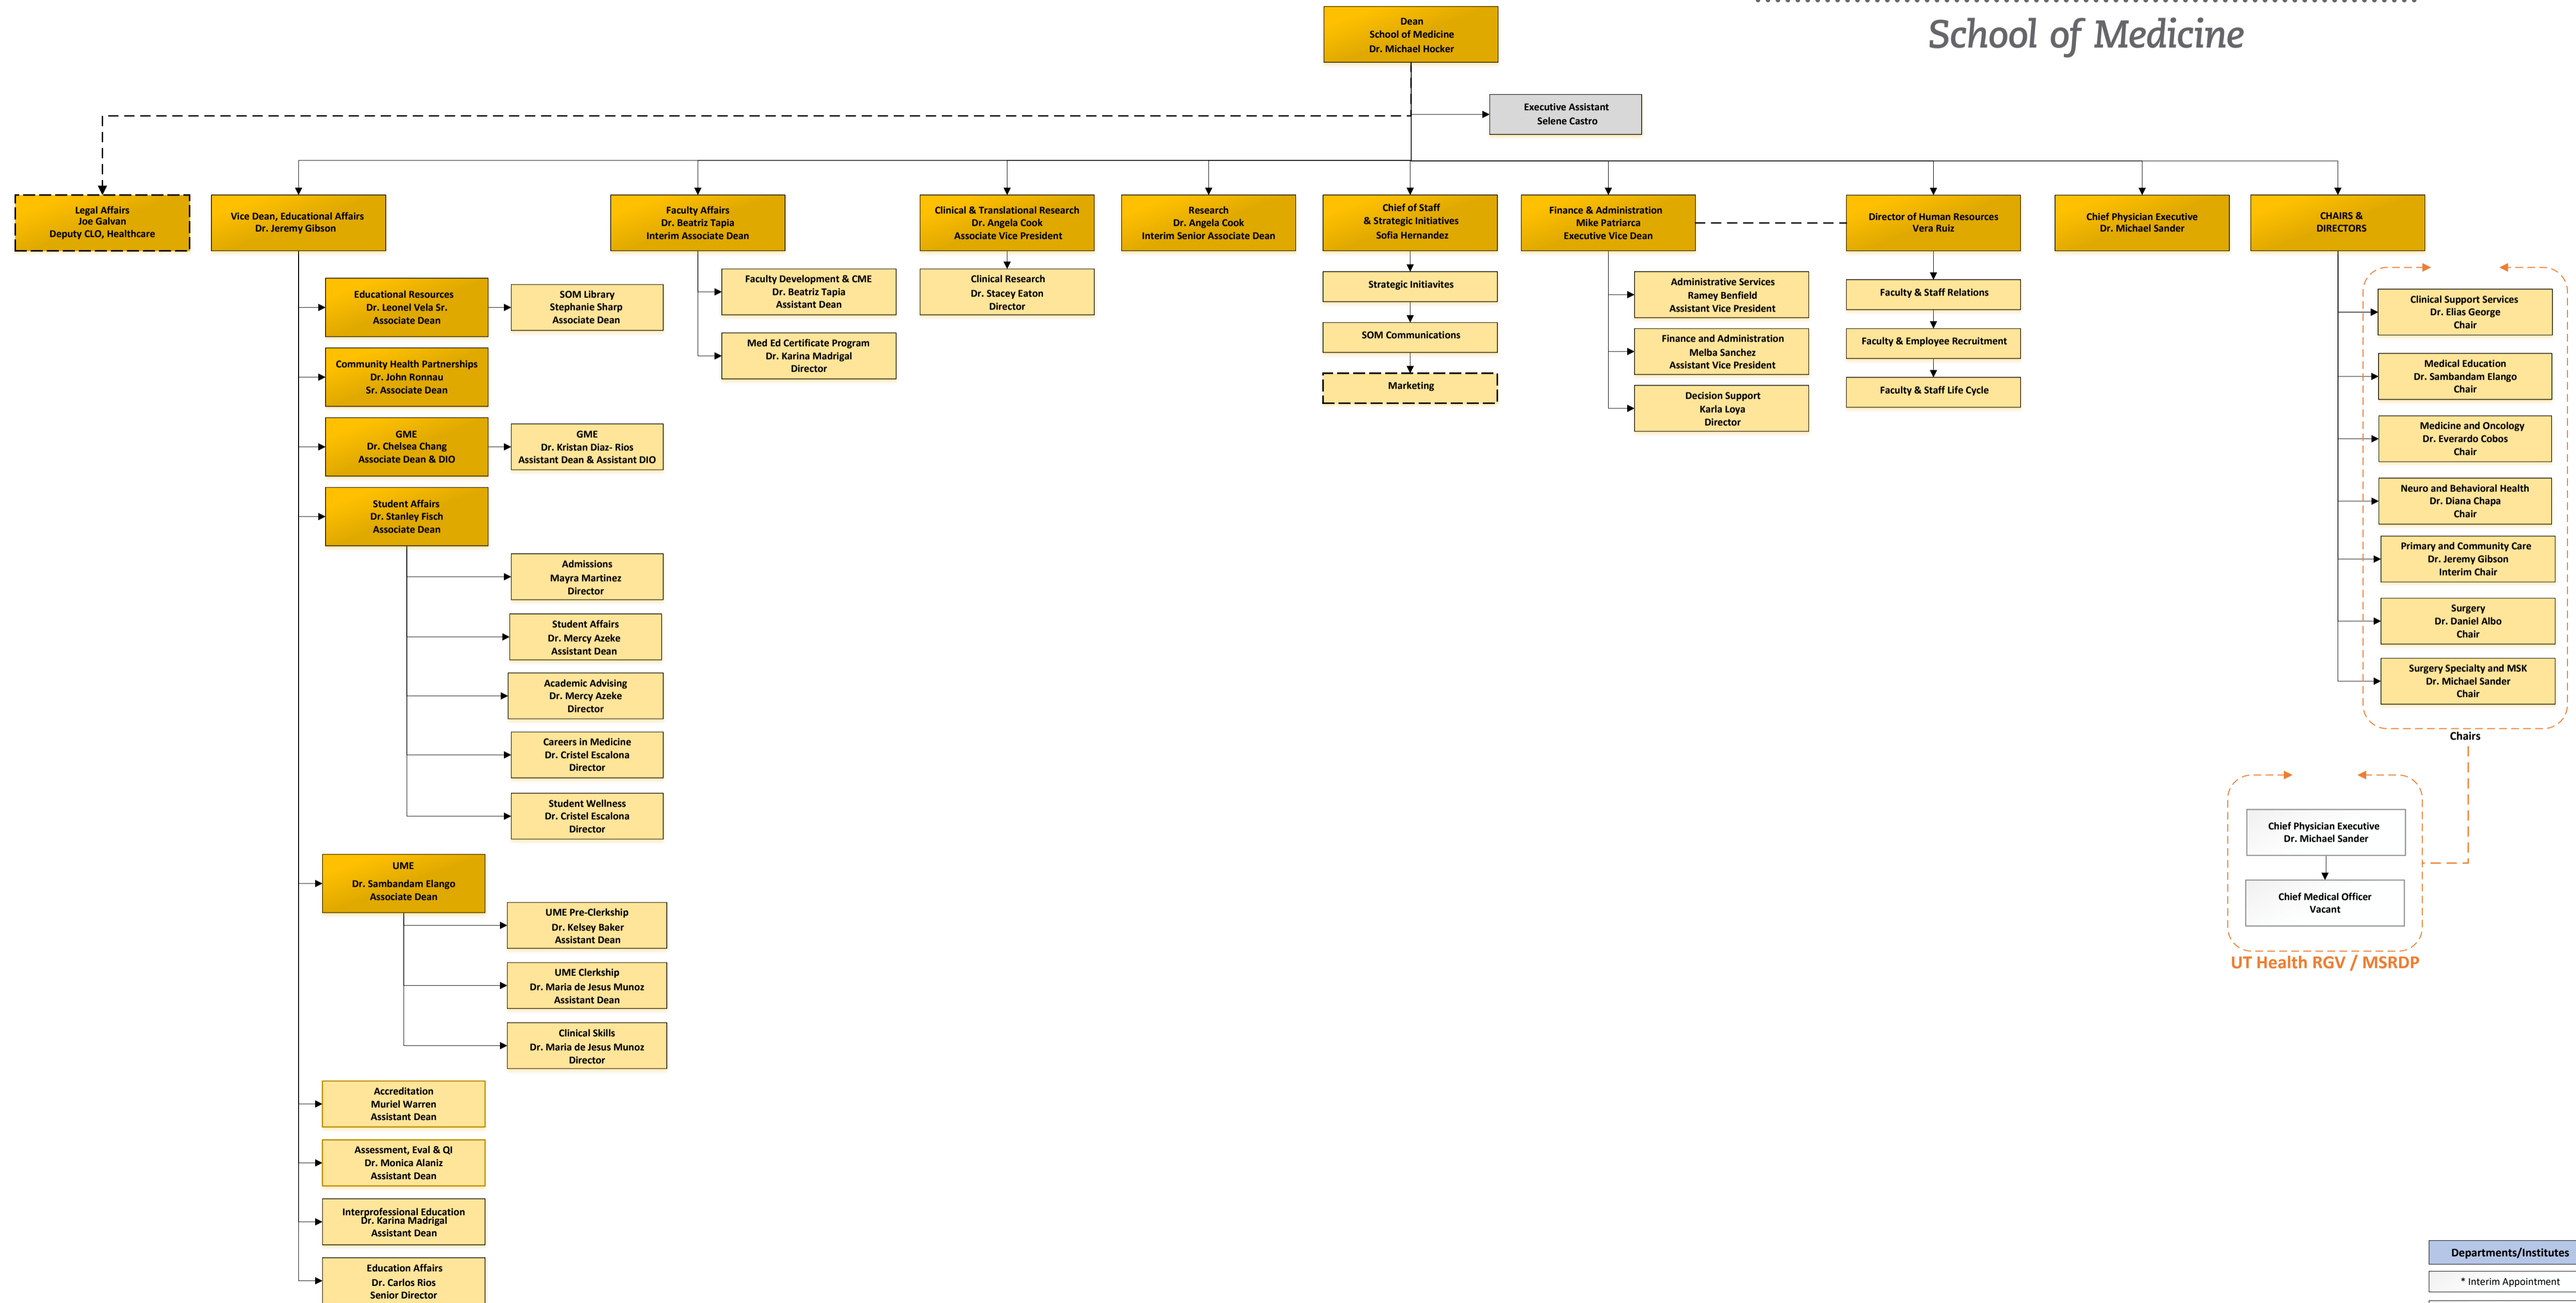 School of Medicine
Dean
School of Medicine
Dr. Michael Hocker
Executive Assistant
Selene Castro
Legal Affairs
Joe Galvan
Deputy CLO, Healthcare
Vice Dean, Educational Affairs
Dr. Jeremy Gibson
Faculty Affairs
Dr. Beatriz Tapia
Interim Associate Dean
Clinical & Translational Research
Dr. Angela Cook
Associate Vice President
Research
Dr. Angela Cook
Interim Senior Associate Dean
Chief of Staff
& Strategic Initiatives
Sofia Hernandez
Finance & Administration
Mike Patriarca
Executive Vice Dean
Director of Human Resources
Vera Ruiz
Chief Physician Executive
Dr. Michael Sander
CHAIRS &
DIRECTORS
Educational Resources
Dr. Leonel Vela Sr.
Associate Dean
SOM Library
Stephanie Sharp
Associate Dean
Community Health Partnerships
Dr. John Ronnau
Sr. Associate Dean
GME
Dr. Chelsea Chang
Associate Dean & DIO
GME
Dr. Kristan Diaz- Rios
Assistant Dean & Assistant DIO
Student Affairs
Dr. Stanley Fisch
Associate Dean
Admissions
Mayra Martinez
Director
Student Affairs
Dr. Mercy Azeke
Assistant Dean
Academic Advising
Dr. Mercy Azeke
Director
Careers in Medicine
Dr. Cristel Escalona
Director
Student Wellness
Dr. Cristel Escalona
Director
UME
Dr. Sambandam Elango
Associate Dean
UME Pre-Clerkship
Dr. Kelsey Baker
Assistant Dean
UME Clerkship
Dr. Maria de Jesus Munoz
Assistant Dean
Clinical Skills
Dr. Maria de Jesus Munoz
Director
Accreditation
Muriel Warren
Assistant Dean
Assessment, Eval & QI
Dr. Monica Alaniz
Assistant Dean
Interprofessional Education
Dr. Karina Madrigal
Assistant Dean
Education Affairs
Dr. Carlos Rios
Senior Director
Faculty Development & CME
Dr. Beatriz Tapia
Assistant Dean
Med Ed Certificate Program
Dr. Karina Madrigal
Director
Clinical Research
Dr. Stacey Eaton
Director
Strategic Initiavites
SOM Communications
Marketing
Administrative Services
Ramey Benfield
Assistant Vice President
Finance and Administration
Melba Sanchez
Assistant Vice President
Decision Support
Karla Loya
Director
Faculty & Staff Relations
Faculty & Employee Recruitment
Faculty & Staff Life Cycle
Clinical Support Services
Dr. Elias George
Chair
Medical Education
Dr. Sambandam Elango
Chair
Medicine and Oncology
Dr. Everardo Cobos
Chair
Neuro and Behavioral Health
Dr. Diana Chapa
Chair
Primary and Community Care
Dr. Jeremy Gibson
Interim Chair
Surgery
Dr. Daniel Albo
Chair
Surgery Specialty and MSK
Dr. Michael Sander
Chair
Chairs
Chief Physician Executive
Dr. Michael Sander
Chief Medical Officer
Vacant
UT Health RGV / MSRDP
Departments/Institutes
* Interim Appointment